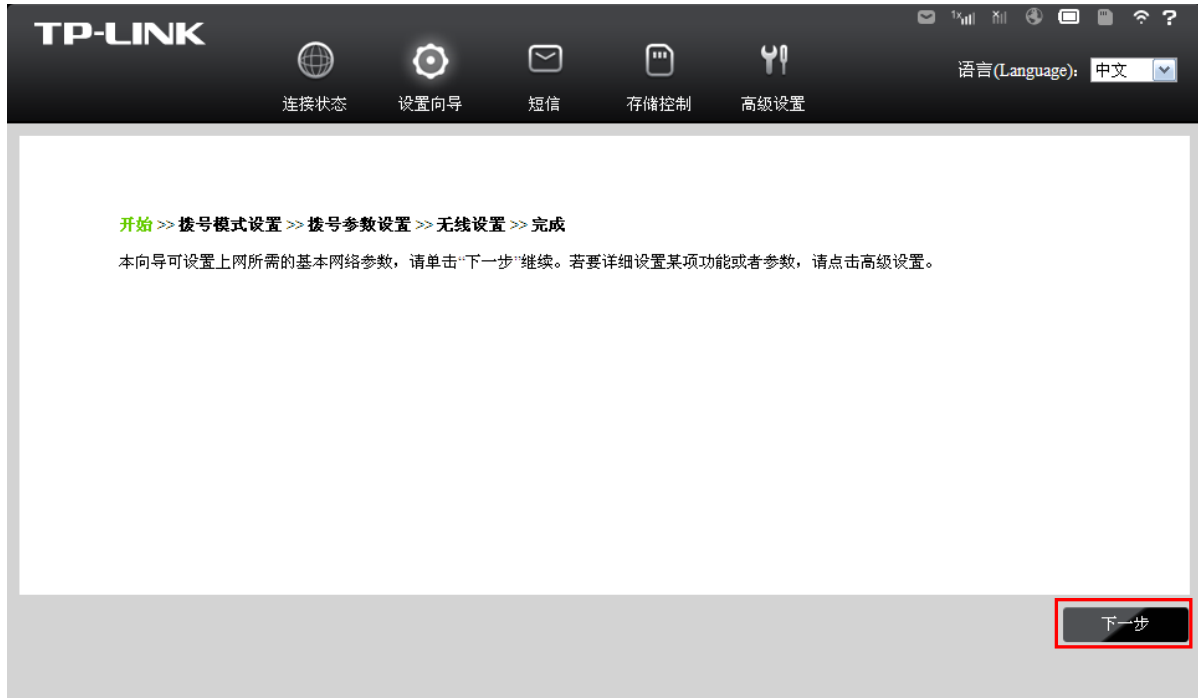 TP-LINK
1x
?
语言(Language): 中文
连接状态 设置向导 短信 存储控制 高级设置
开始 >> 拨号模式设置 >> 拨号参数设置 >> 无线设置 >> 完成
本向导可设置上网所需的基本网络参数，请单击“下一步”继续。若要详细设置某项功能或者参数，请点击高级设置。
下一步